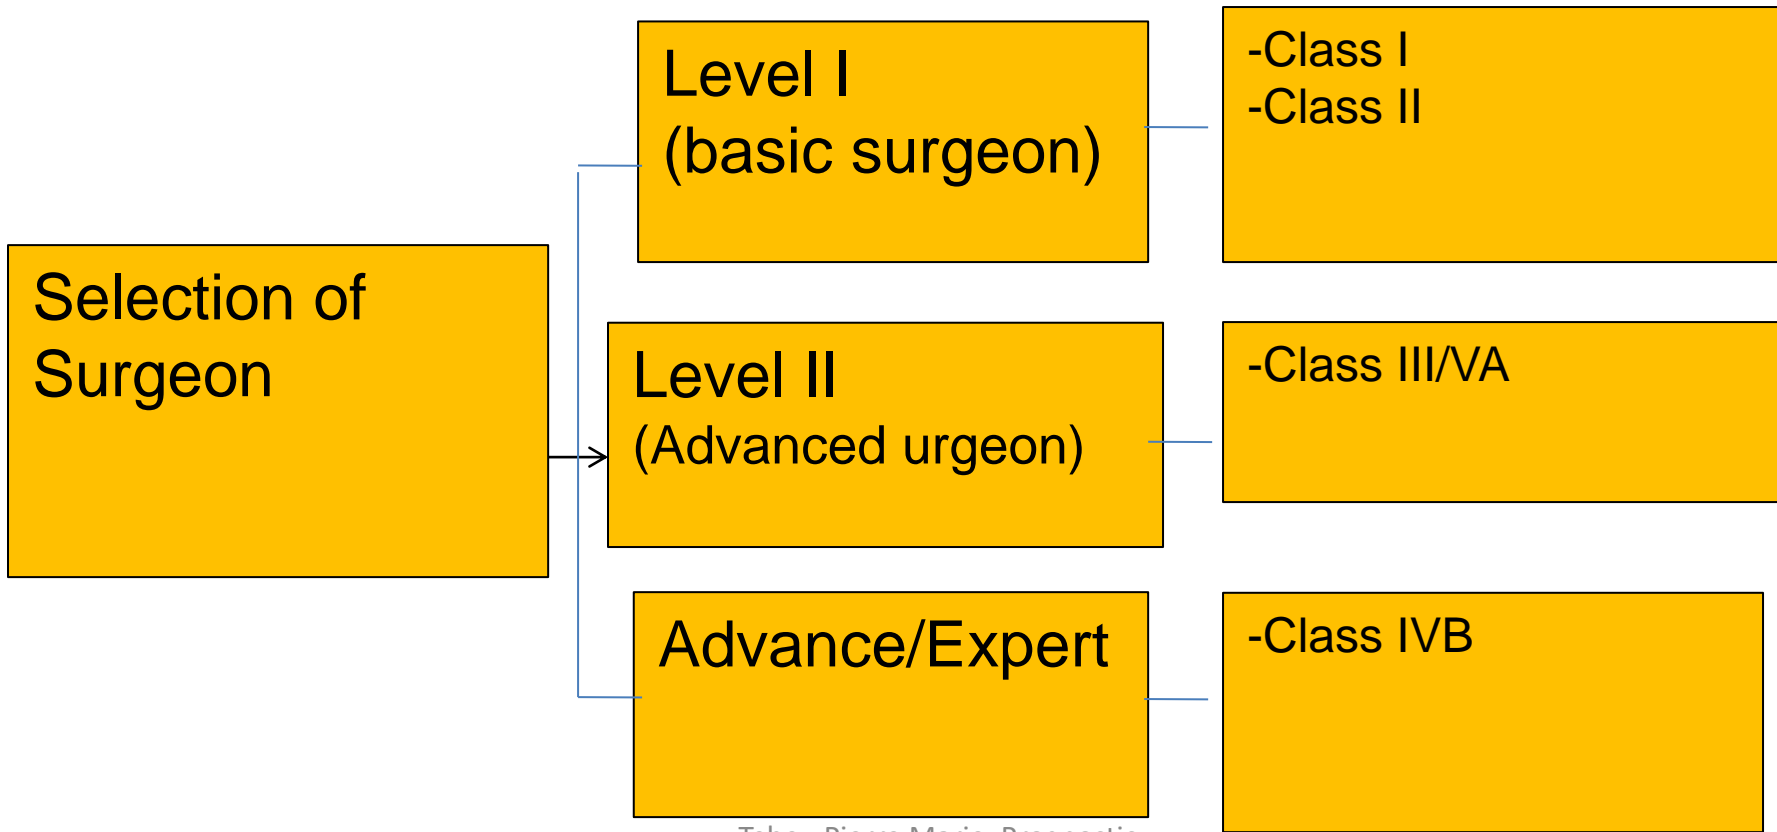 Selection of
Surgeon
Level I
(basic surgeon)
-Class I
-Class II
Level II
(Advanced urgeon)
-Class III/VA
Advance/Expert
-Class IVB